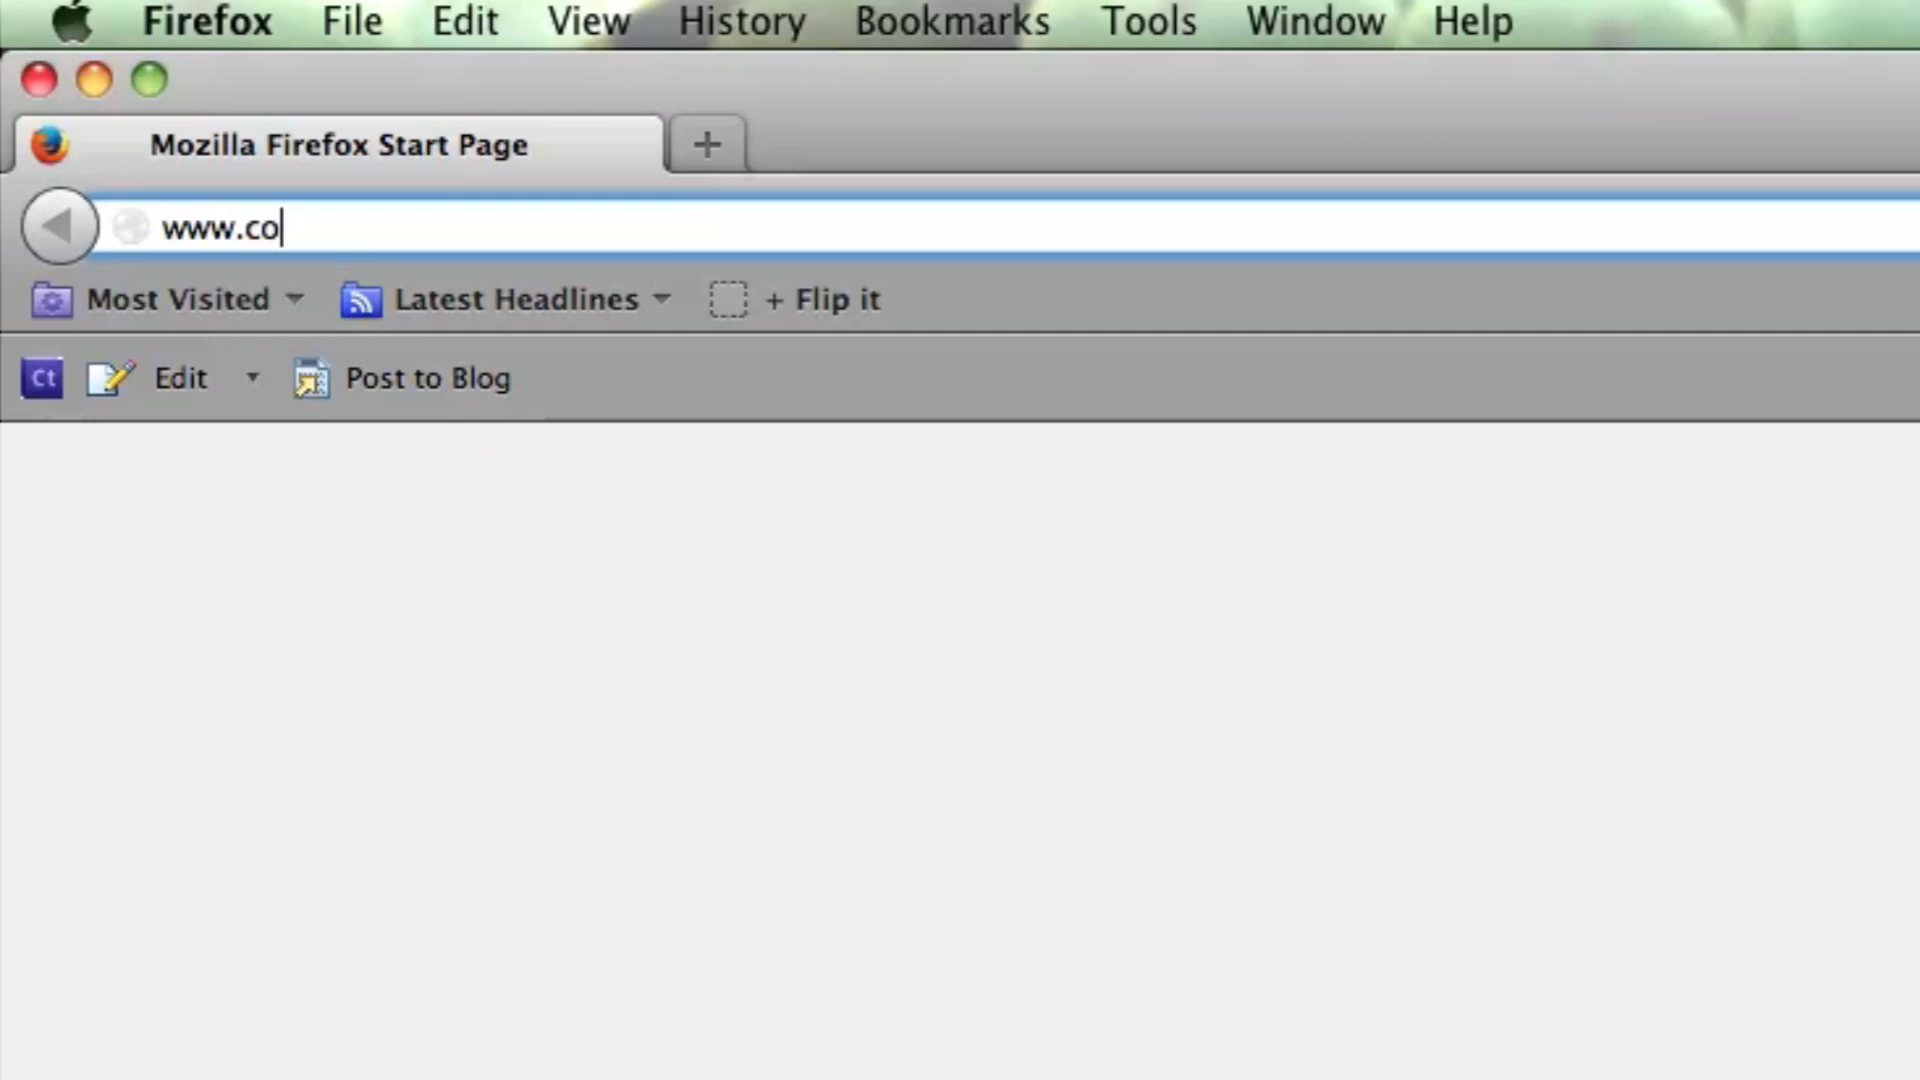 Firefox File Edit View History Bookmarks Tools Window Help
Mozilla Firefox Start Page +
www.co
Most Visited Latest Headlines + Flip it
Ct Edit Post to Blog